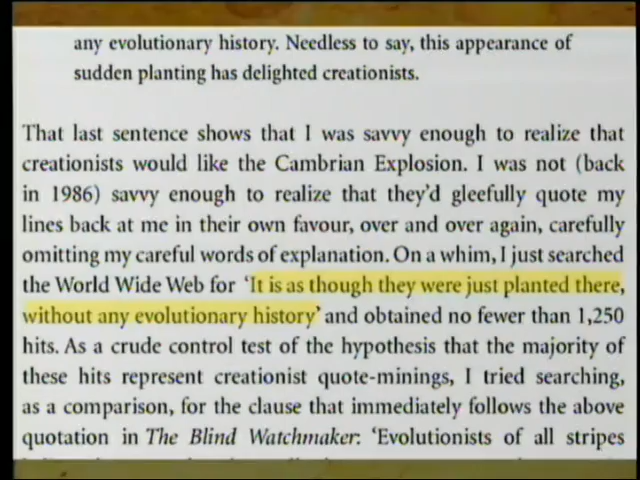 any evolutionary history. Needless to say, this appearance of
sudden planting has delighted creationists.
That last sentence shows that I was savvy enough to realize that
creationists would like the Cambrian Explosion. I was not (back
in 1986) savvy enough to realize that they’d gleefully quote my
lines back at me in their own favour, over and over again, carefully
omitting my careful words of explanation. On a whim, I just searched
the World Wide Web for ‘It is as though they were just planted there,
without any evolutionary history’ and obtained no fewer than 1,250
hits. As a crude control test of the hypothesis that the majority of
these hits represent creationist quote-minings, I tried searching,
as a comparison, for the clause that immediately follows the above
quotation in The Blind Watchmaker: ‘Evolutionists of all stripes